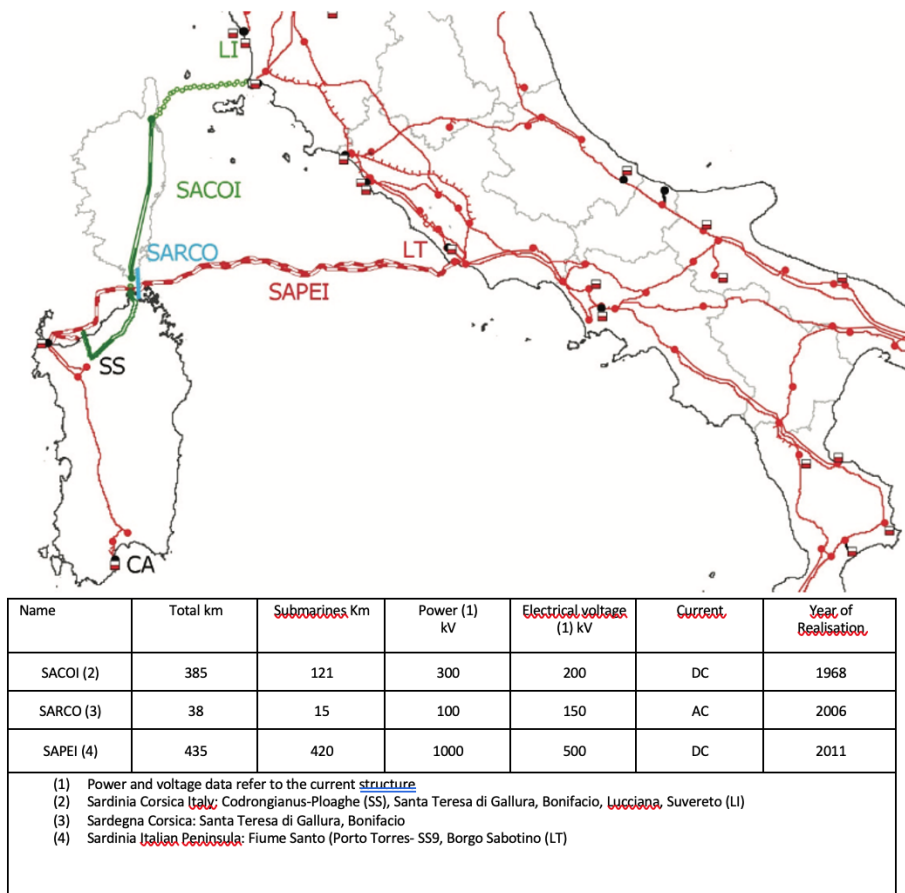 LI
SACOI
SARCO
LT
SAPEI
SS
CA
Name Total km Submarines Km Power (1) Electrical voltage Current Year of
kV (1) kV Realisation
SACOI (2) 385 121 300 200 DC 1968
SARCO (3) 38 15 100 150 AC 2006
SAPEI (4) 435 420 1000 500 DC 2011
(1) Power and voltage data refer to the current structure
(2) Sardinia Corsica Italy: Codrongianus-Ploaghe (SS), Santa Teresa di Gallura, Bonifacio, Lucciana, Suvereto (LI)
(3) Sardegna Corsica: Santa Teresa di Gallura, Bonifacio
(4) Sardinia Italian Peninsula: Fiume Santo (Porto Torres- SS9, Borgo Sabotino (LT)